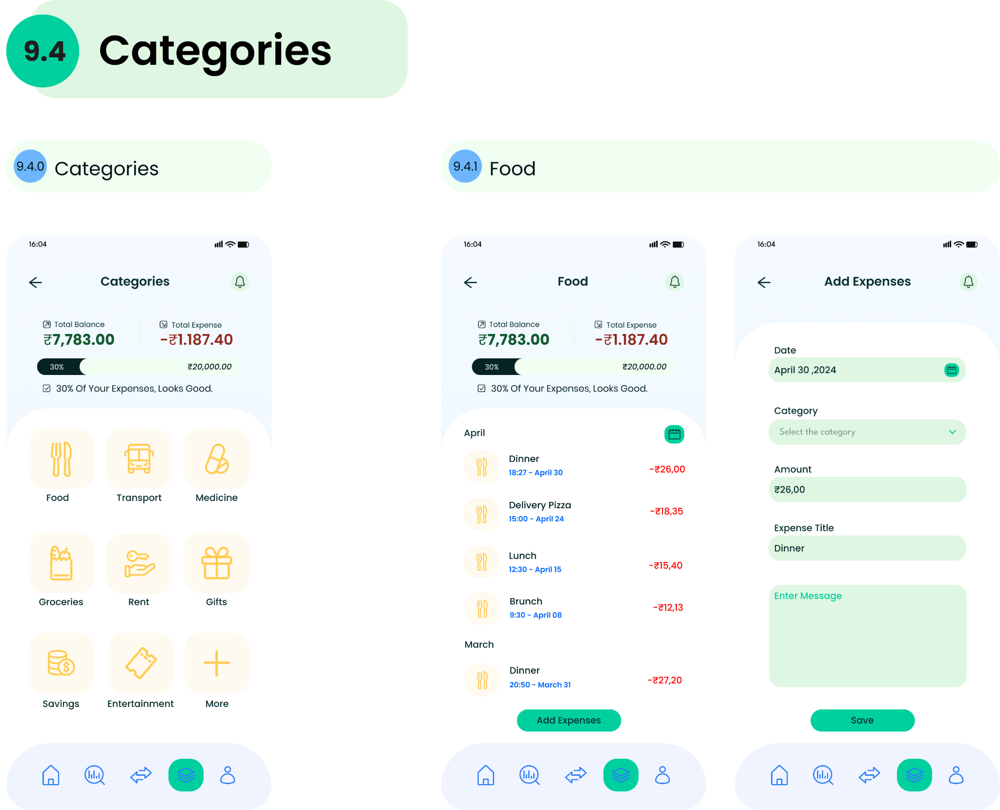 9.4 Categories
9.4.0 Categories
9.4.1 Food
16:04
Categories
Total Balance
₹7,783.00
Total Expense
-₹1.187.40
30%
₹20,000.00
30% Of Your Expenses, Looks Good.
Food
Transport
Medicine
Groceries
Rent
Gifts
Savings
Entertainment
More
16:04
Food
Total Balance
₹7,783.00
Total Expense
-₹1.187.40
30%
₹20,000.00
30% Of Your Expenses, Looks Good.
April
Dinner
18:27 - April 30
-₹26,00
Delivery Pizza
15:00 - April 24
-₹18,35
Lunch
12:30 - April 15
-₹15,40
Brunch
9:30 - April 08
-₹12,13
March
Dinner
20:50 - March 31
-₹27,20
Add Expenses
16:04
Add Expenses
Date
April 30 ,2024
Category
Select the category
Amount
₹26,00
Expense Title
Dinner
Enter Message
Save